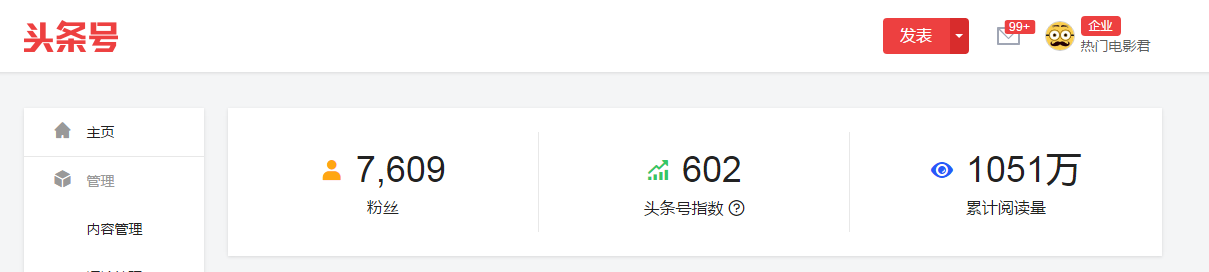 头条号
发表
99+
企业
热门电影君
主页
管理
内容管理
7,609
粉丝
602
头条号指数 ?
1051万
累计阅读量